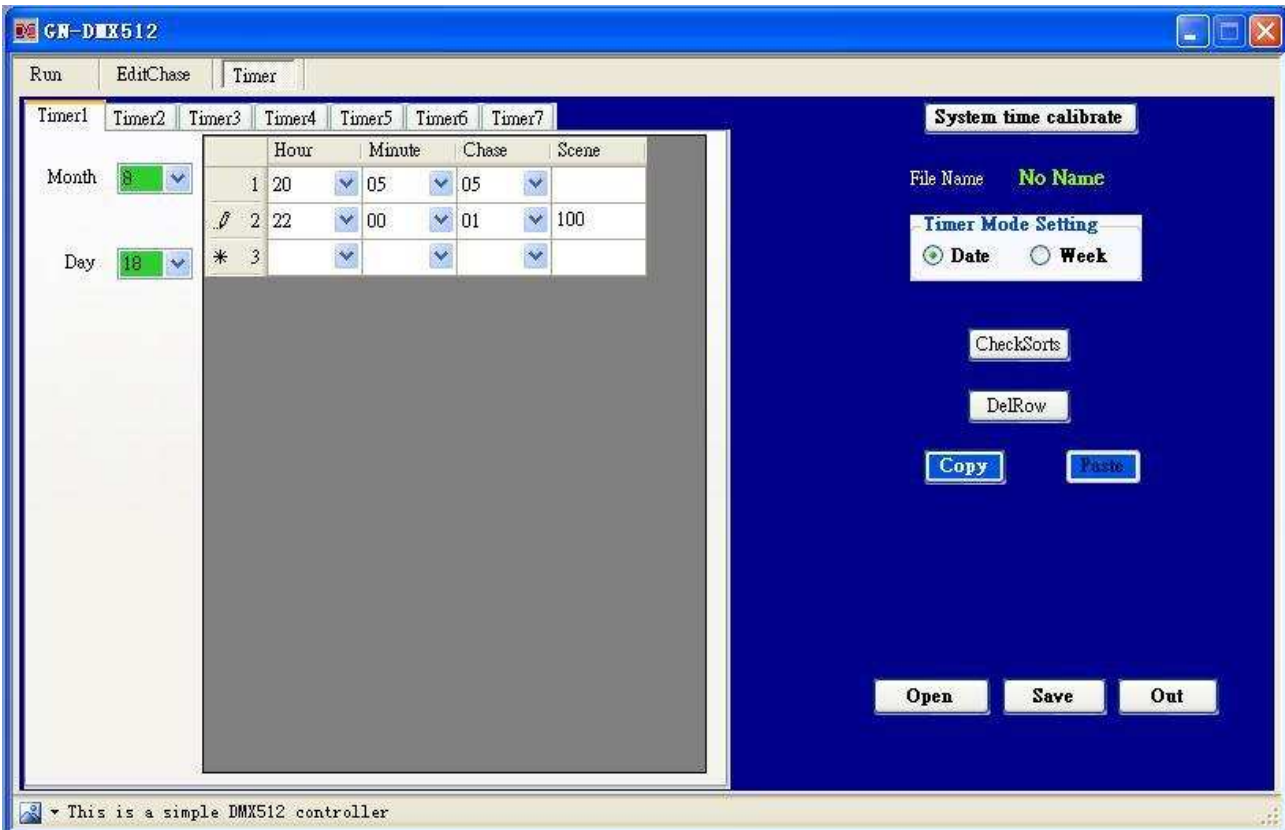 GN-DMX512
Run EditChase Timer
Timer1 Timer2 Timer3 Timer4 Timer5 Timer6 Timer7
System time calibrate
Hour Minute Chase Scene
Month 8
1 20 05 05
File Name No Name
2 22 00 01 100
Timer Mode Setting
Day 18
* 3
Date Week
CheckSorts
DelRow
Copy Paste
Open Save Out
This is a simple DMX512 controller